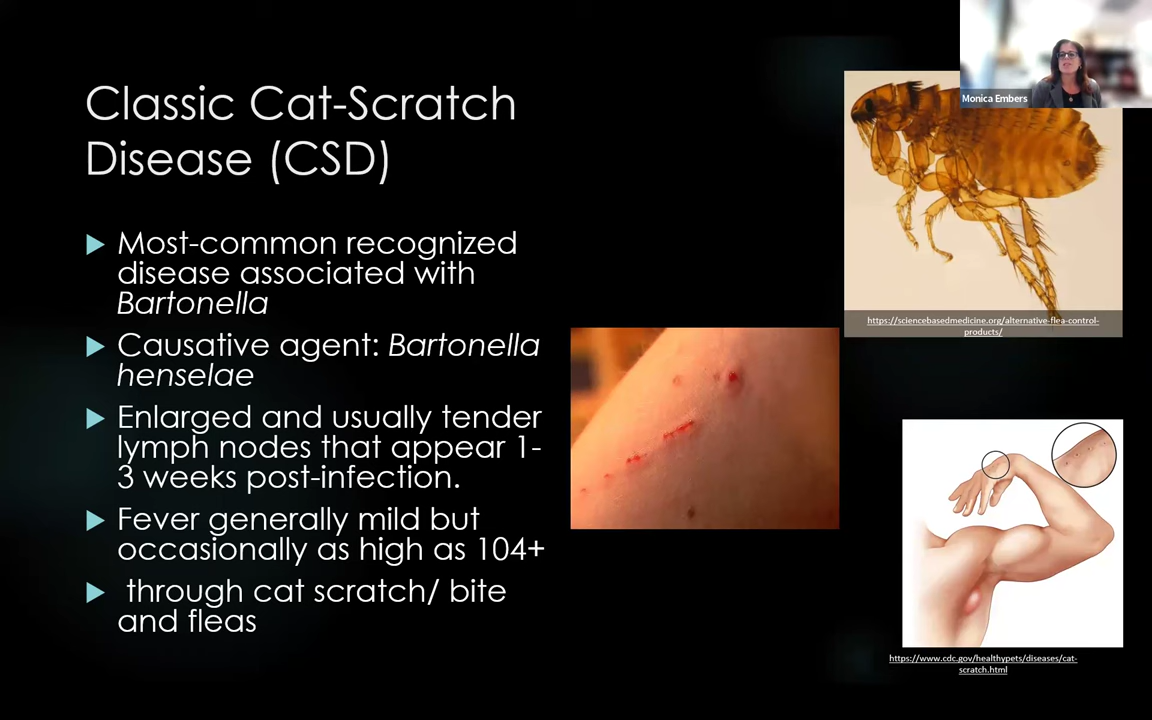 Classic Cat-Scratch
Disease (CSD)
Most-common recognized
disease associated with
Bartonella
Causative agent: Bartonella
henselae
Enlarged and usually tender
lymph nodes that appear 1-
3 weeks post-infection.
Fever generally mild but
occasionally as high as 104+
through cat scratch/ bite
and fleas
Monica Embers
https://sciencebasedmedicine.org/alternative-flea-control-
products/
https://www.cdc.gov/healthypets/diseases/cat-
scratch.html